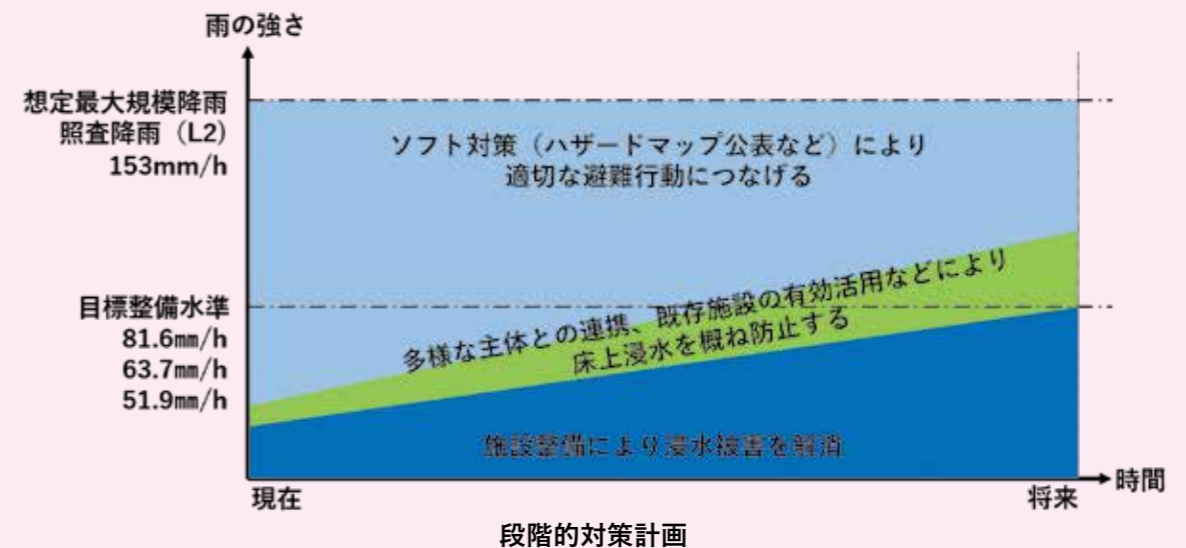 雨の強さ
想定最大規模降雨
照査降雨（L2）
153mm/h
ソフト対策（ハザードマップ公表など）により
適切な避難行動につなげる
目標整備水準
81.6㎜/h
63.7㎜/h
51.9㎜/h
多様な主体との連携、既存施設の有効活用などにより
床上浸水を概ね防止する
施設整備により浸水被害を解消
現在
将来
時間
段階的対策計画